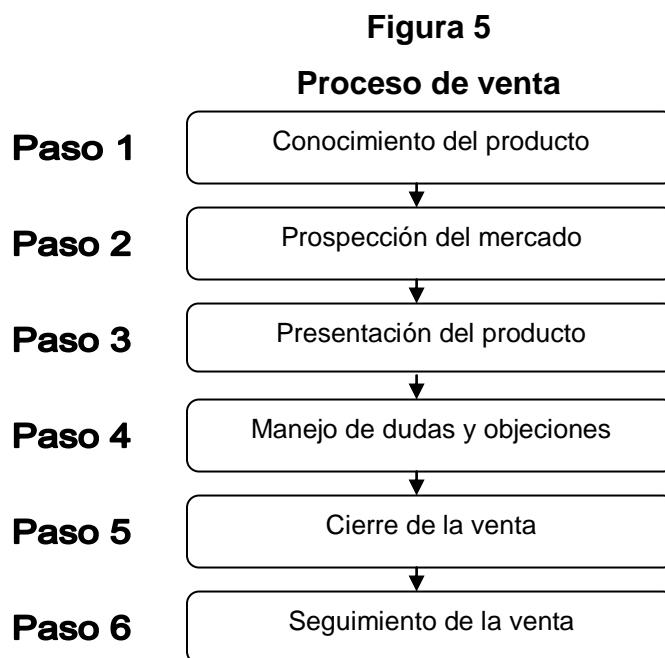 Figura 5
Proceso de venta
Paso 1
Conocimiento del producto
Paso 2
Prospección del mercado
Paso 3
Presentación del producto
Paso 4
Manejo de dudas y objeciones
Paso 5
Cierre de la venta
Paso 6
Seguimiento de la venta